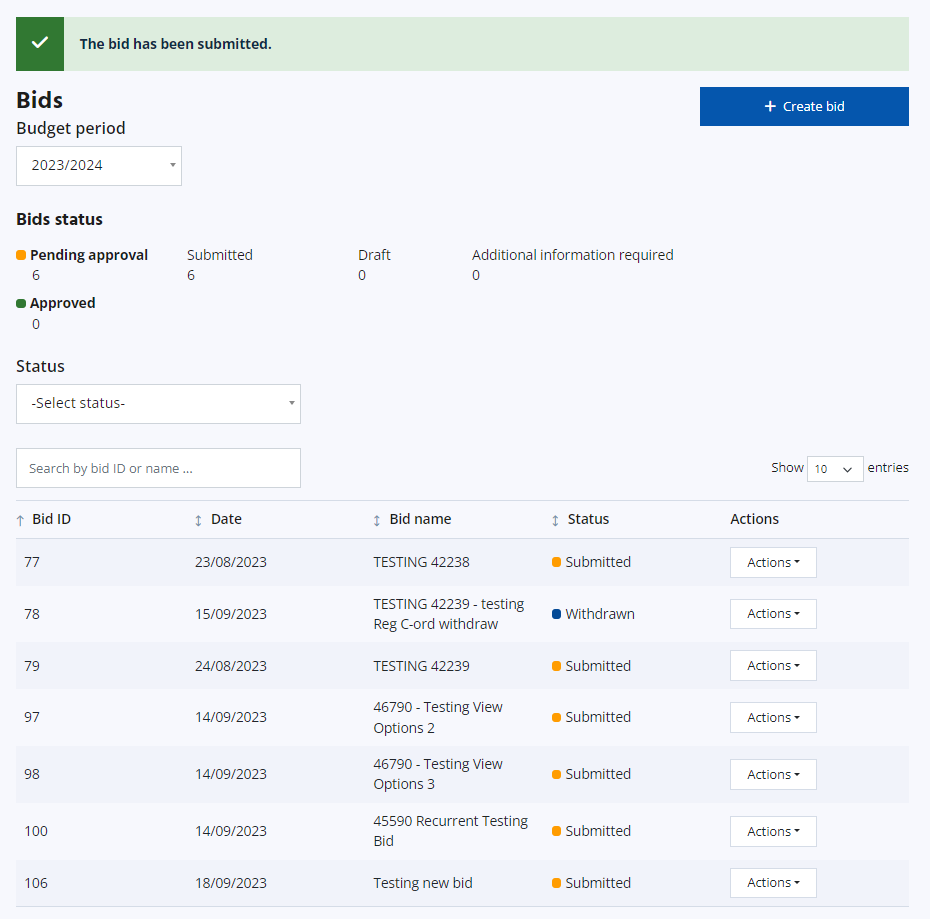 The bid has been submitted.
Bids
+ Create bid
Budget period
2023/2024
Bids status
Pending approval Submitted Draft Additional information required
6 6 0 0
Approved
0
Status
-Select status-
Search by bid ID or name ...
Show 10 entries
↑ Bid ID ↕ Date ↕ Bid name ↕ Status Actions
77 23/08/2023 TESTING 42238 Submitted Actions
78 15/09/2023 TESTING 42239 - testing
Reg C-ord withdraw Withdrawn Actions
79 24/08/2023 TESTING 42239 Submitted Actions
97 14/09/2023 46790 - Testing View
Options 2 Submitted Actions
98 14/09/2023 46790 - Testing View
Options 3 Submitted Actions
100 14/09/2023 45590 Recurrent Testing
Bid Submitted Actions
106 18/09/2023 Testing new bid Submitted Actions